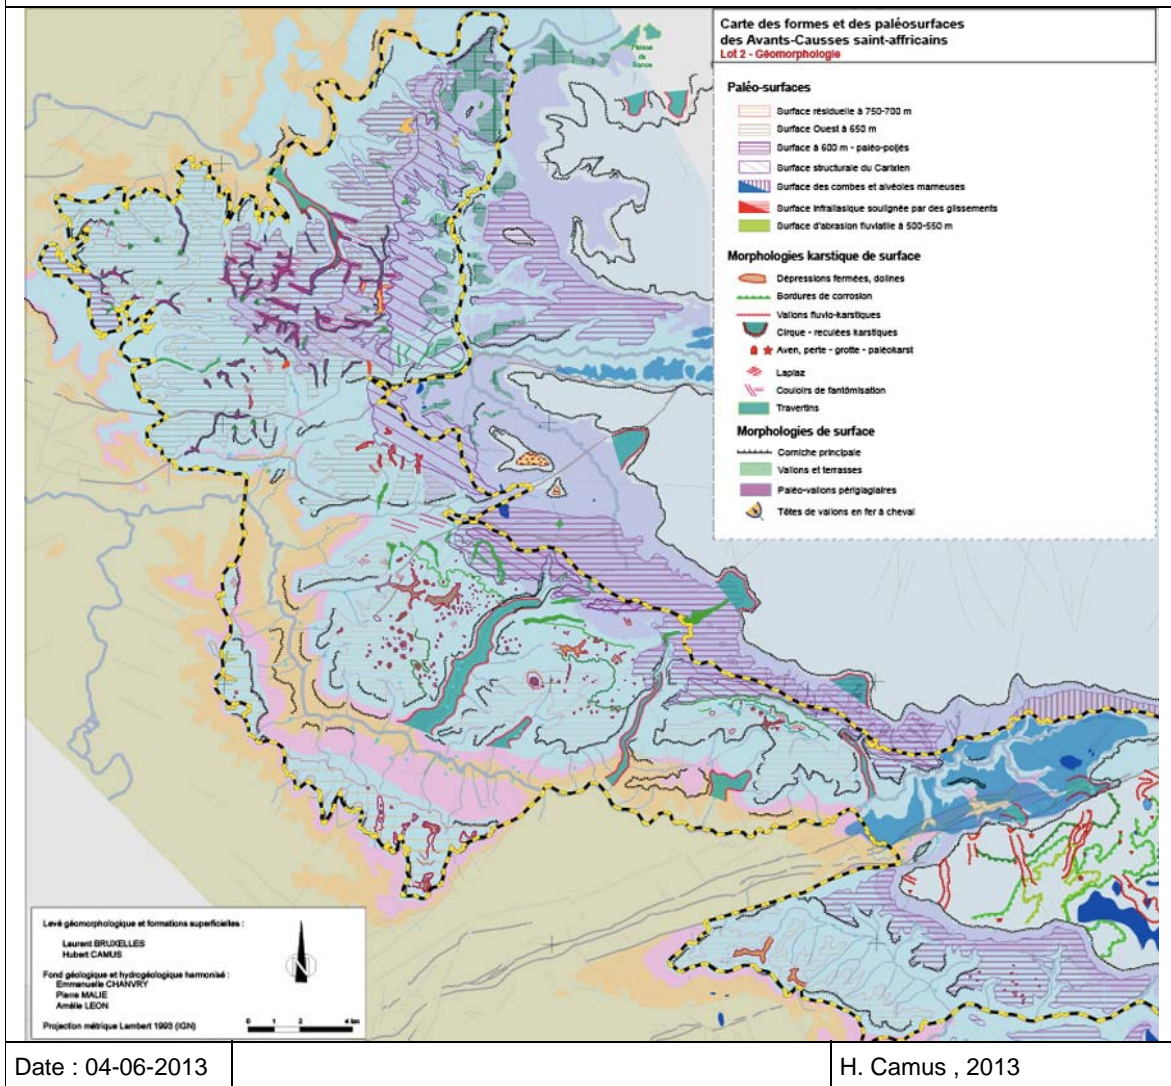 Carte des formes et des paléosurfaces
des Avants-Causses saint-affricains
Lot 2 - Géomorphologie
Paléo-surfaces
Surface résiduelle à 750-700 m
Surface Ouest à 650 m
Surface à 600 m - paléo-poljés
Surface structurale du Carixien
Surface des combes et alvéoles marneuses
Surface infraliasique soulignée par des glissements
Surface d'abrasion fluviatile à 500-550 m
Morphologies karstique de surface
Dépressions fermées, dolines
Bordures de corrosion
Vallons fluvio-karstiques
Cirque - reculées karstiques
Aven, perte - grotte - paléokarst
Lapiaz
Couloirs de fantômisation
Travertins
Morphologies de surface
Corniche principale
Vallons et terrasses
Paléo-vallons périglaciaires
Têtes de vallons en fer à cheval
Levé géomorphologique et formations superficielles :
Laurent BRUXELLES
Hubert CAMUS
Fond géologique et hydrogéologique harmonisé :
Emmanuelle CHANVRY
Pierre MALIE
Amélie LEON
Projection métrique Lambert 1993 (IGN)
N
0 1 2 4 km
Date : 04-06-2013
H. Camus , 2013